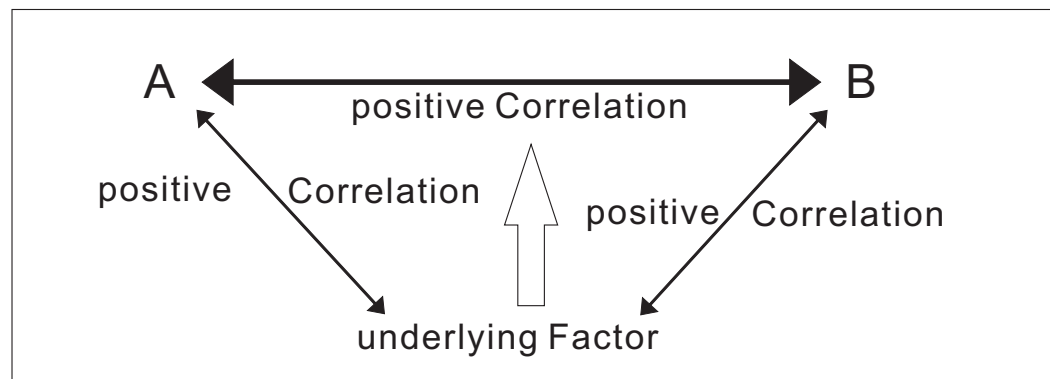 A B
positive Correlation
positive Correlation
positive Correlation
underlying Factor